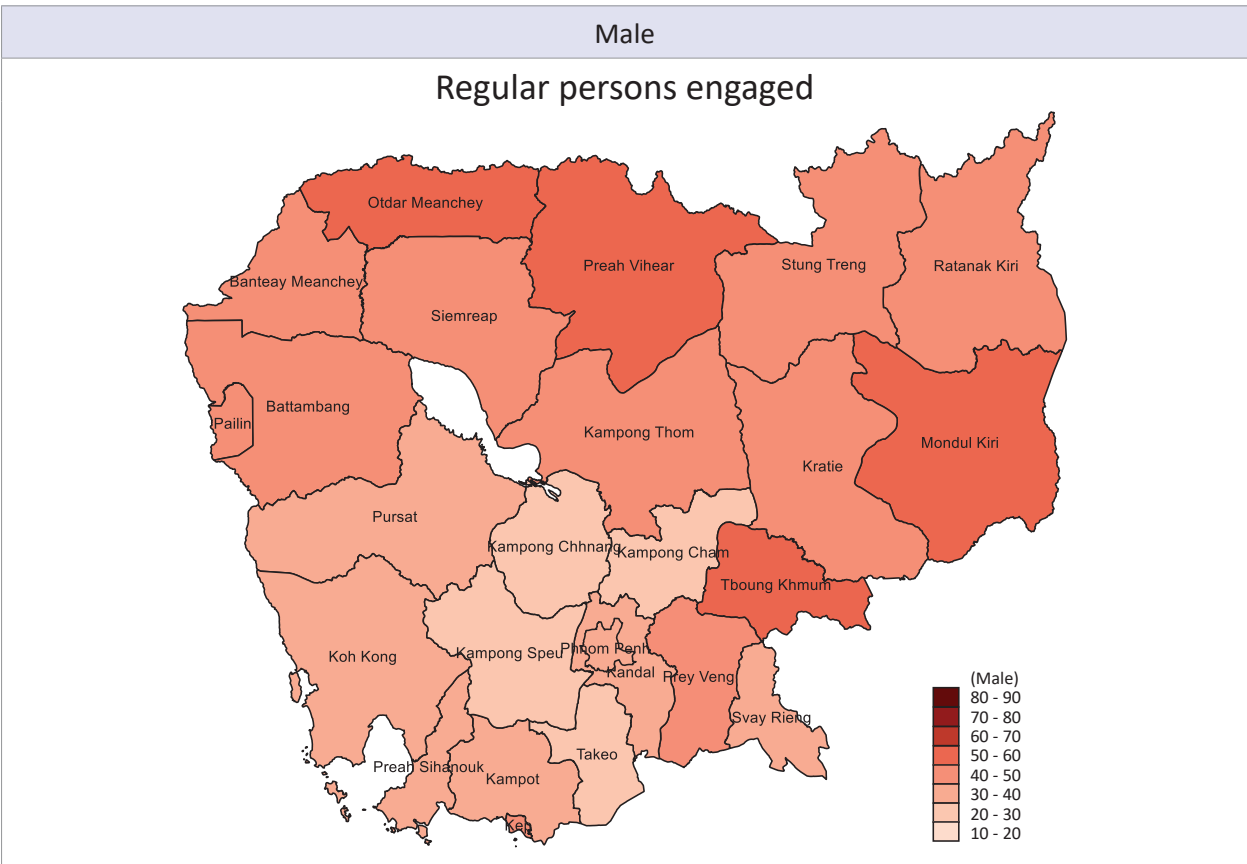 Male
Regular persons engaged
Otdar Meanchey
Preah Vihear
Stung Treng
Ratanak Kiri
Banteay Meanchey
Siemreap
Battambang
Pailin
Kampong Thom
Mondul Kiri
Kratie
Pursat
Kampong Chhnang
Kampong Cham
Tboung Khmum
Koh Kong
Kampong Speu
Phnom Penh
Kandal
Prey Veng
Svay Rieng
Takeo
Preah Sihanouk
Kampot
Kep
(Male)
80 - 90
70 - 80
60 - 70
50 - 60
40 - 50
30 - 40
20 - 30
10 - 20